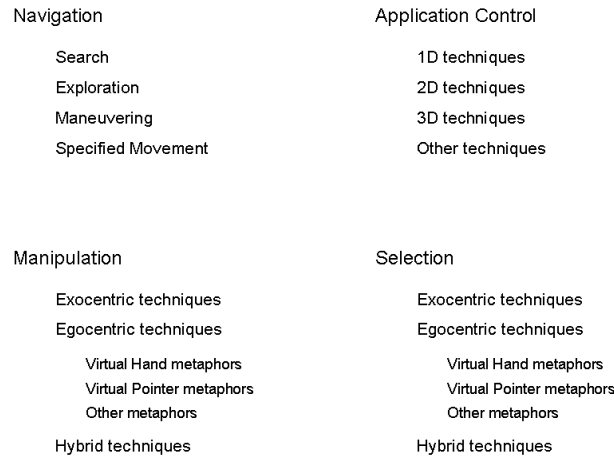 Navigation
Search
Exploration
Maneuvering
Specified Movement
Application Control
1D techniques
2D techniques
3D techniques
Other techniques
Manipulation
Exocentric techniques
Egocentric techniques
Virtual Hand metaphors
Virtual Pointer metaphors
Other metaphors
Hybrid techniques
Selection
Exocentric techniques
Egocentric techniques
Virtual Hand metaphors
Virtual Pointer metaphors
Other metaphors
Hybrid techniques